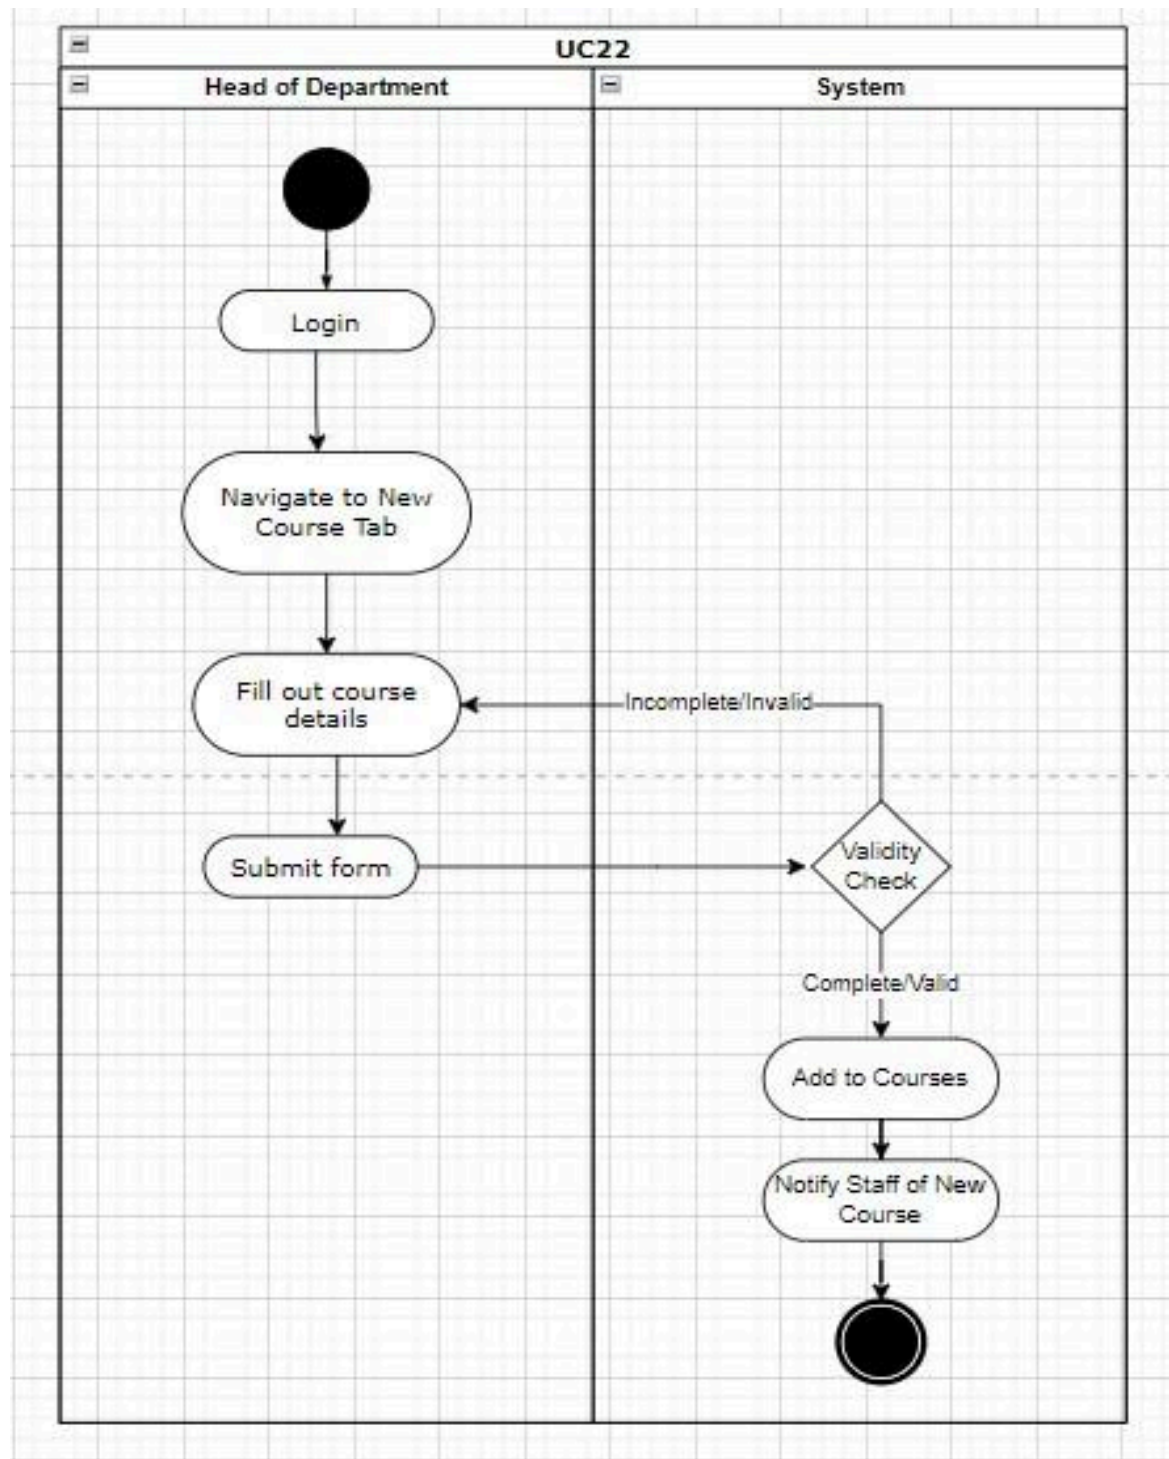 UC22
Head of Department
System
Login
Navigate to New
Course Tab
Fill out course
details
Incomplete/Invalid
Submit form
Validity
Check
Complete/Valid
Add to Courses
Notify Staff of New
Course